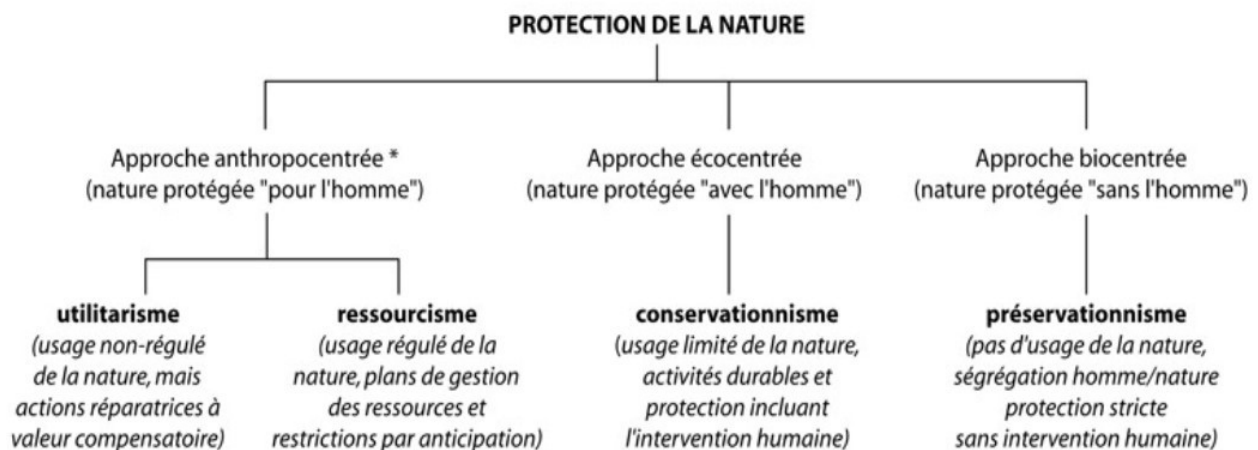 PROTECTION DE LA NATURE
Approche anthropocentrée *
(nature protégée "pour l'homme")
Approche écocentrée
(nature protégée "avec l'homme")
Approche biocentrée
(nature protégée "sans l'homme")
utilitarisme
(usage non-régulé
de la nature, mais
actions réparatrices à
valeur compensatoire)
ressourcisme
(usage régulé de la
nature, plans de gestion
des ressources et
restrictions par anticipation)
conservationnisme
(usage limité de la nature,
activités durables et
protection incluant
l'intervention humaine)
préservationnisme
(pas d'usage de la nature,
ségrégation homme/nature
protection stricte
sans intervention humaine)